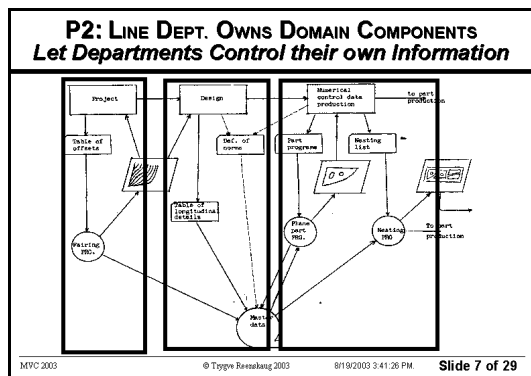 P2: LINE DEPT. OWNS DOMAIN COMPONENTS
Let Departments Control their own Information
Project
Design
Numerical
control data
production
to part
production
Table of
offsets
Def. of
norms
Part
programs
Nesting
list
Table of
longitudinal
details
Fairing
PRG.
Plane
part
PRG.
Nesting
PRG
To part
production
Master
data
MVC 2003
© Trygve Reenskaug 2003
8/19/2003 3:41:26 PM.
Slide 7 of 29